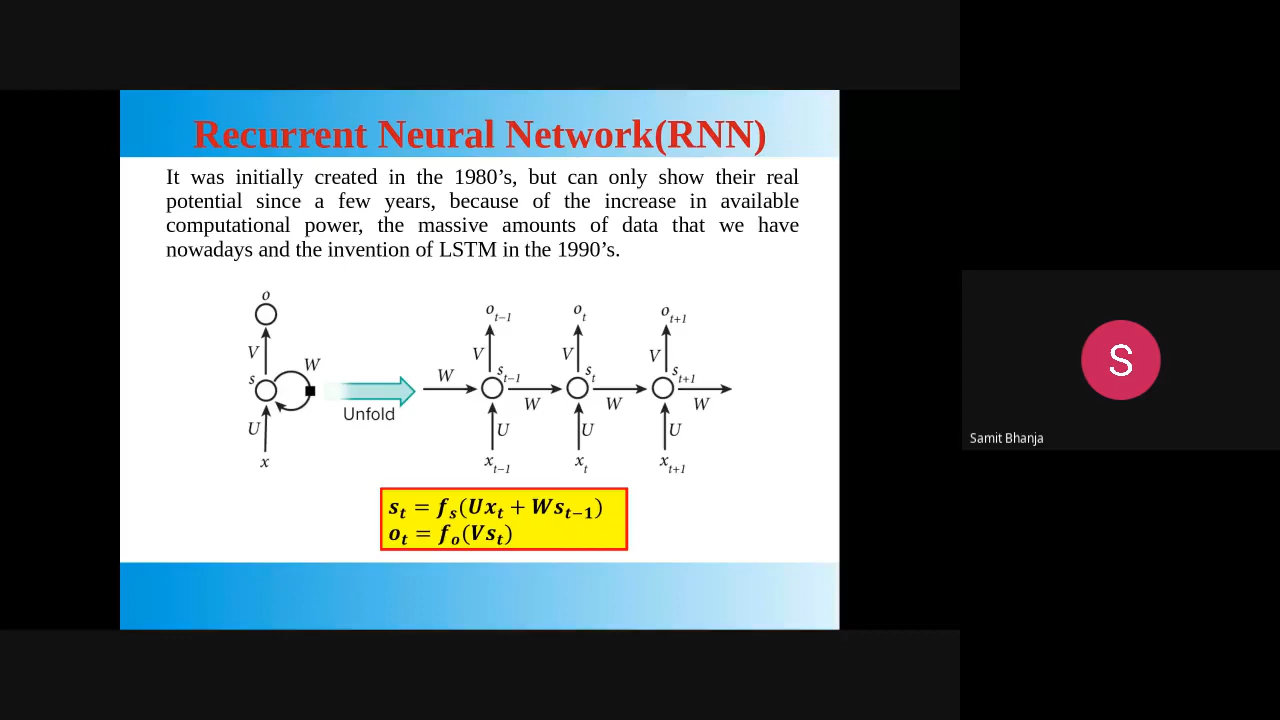 Recurrent Neural Network(RNN)
It was initially created in the 1980’s, but can only show their real
potential since a few years, because of the increase in available
computational power, the massive amounts of data that we have
nowadays and the invention of LSTM in the 1990’s.
o
V
s
W
U
x
Unfold
o_{t-1} o_t o_{t+1}
V V V
W s_{t-1} s_t s_{t+1}
W W W
U U U
x_{t-1} x_t x_{t+1}
s_t = f_s(Ux_t + Ws_{t-1})
o_t = f_o(Vs_t)
S
Samit Bhanja